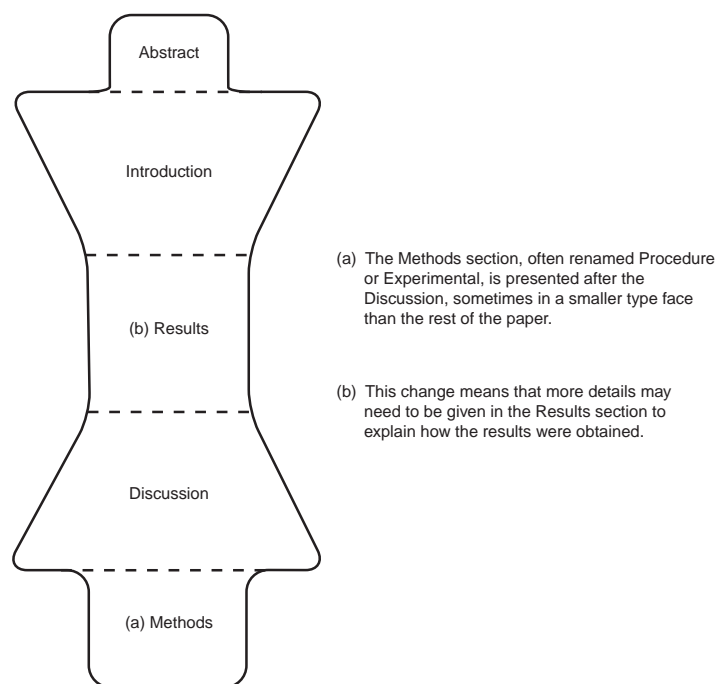 Abstract
Introduction
(b) Results
Discussion
(a) Methods
(a) The Methods section, often renamed Procedure
or Experimental, is presented after the
Discussion, sometimes in a smaller type face
than the rest of the paper.
(b) This change means that more details may
need to be given in the Results section to
explain how the results were obtained.